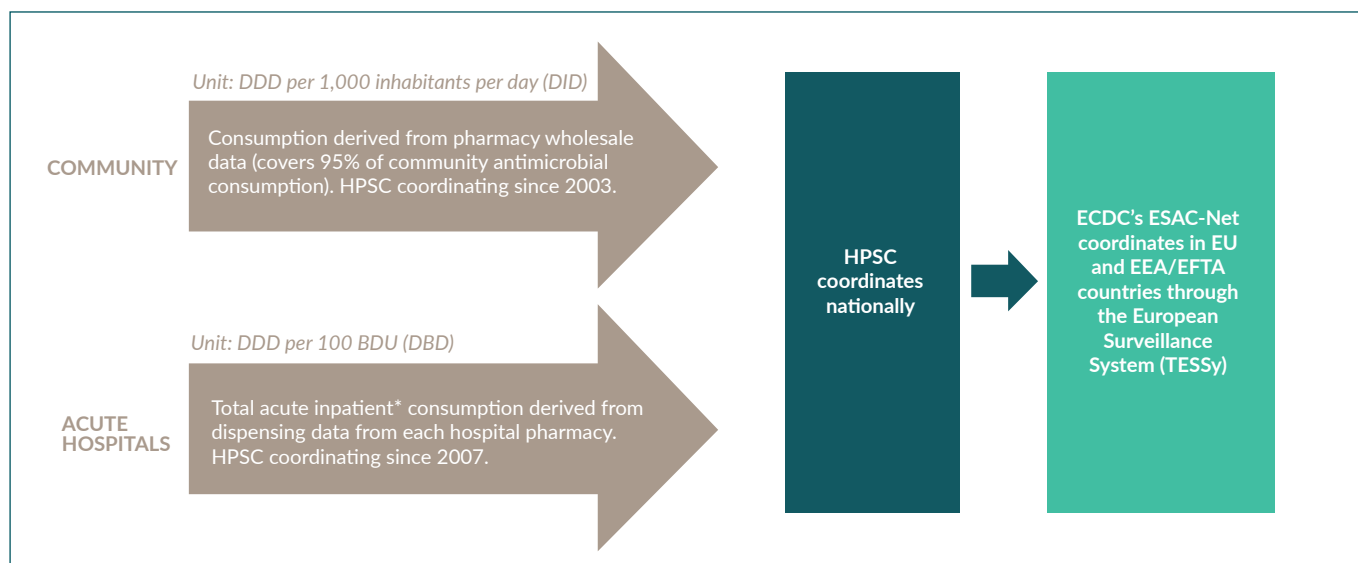 Unit: DDD per 1,000 inhabitants per day (DID)
COMMUNITY
Consumption derived from pharmacy wholesale
data (covers 95% of community antimicrobial
consumption). HPSC coordinating since 2003.
Unit: DDD per 100 BDU (DBD)
ACUTE
HOSPITALS
Total acute inpatient* consumption derived from
dispensing data from each hospital pharmacy.
HPSC coordinating since 2007.
HPSC
coordinates
nationally
ECDC's ESAC-Net
coordinates in EU
and EEA/EFTA
countries through
the European
Surveillance
System (TESSy)